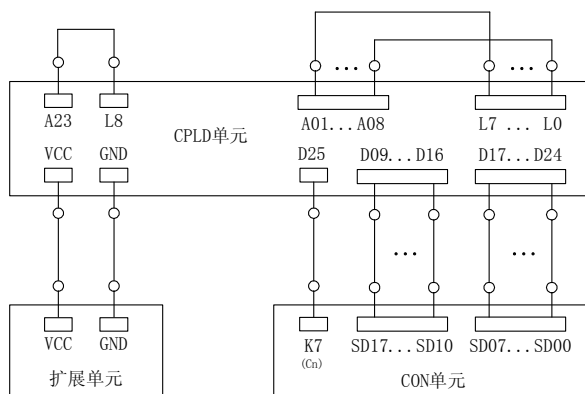 A23 L8 A01...A08 L7 ... L0
CPLD单元
VCC GND D25 D09...D16 D17...D24
VCC GND K7 SD17...SD10 SD07...SD00
(Cn)
扩展单元 CON单元